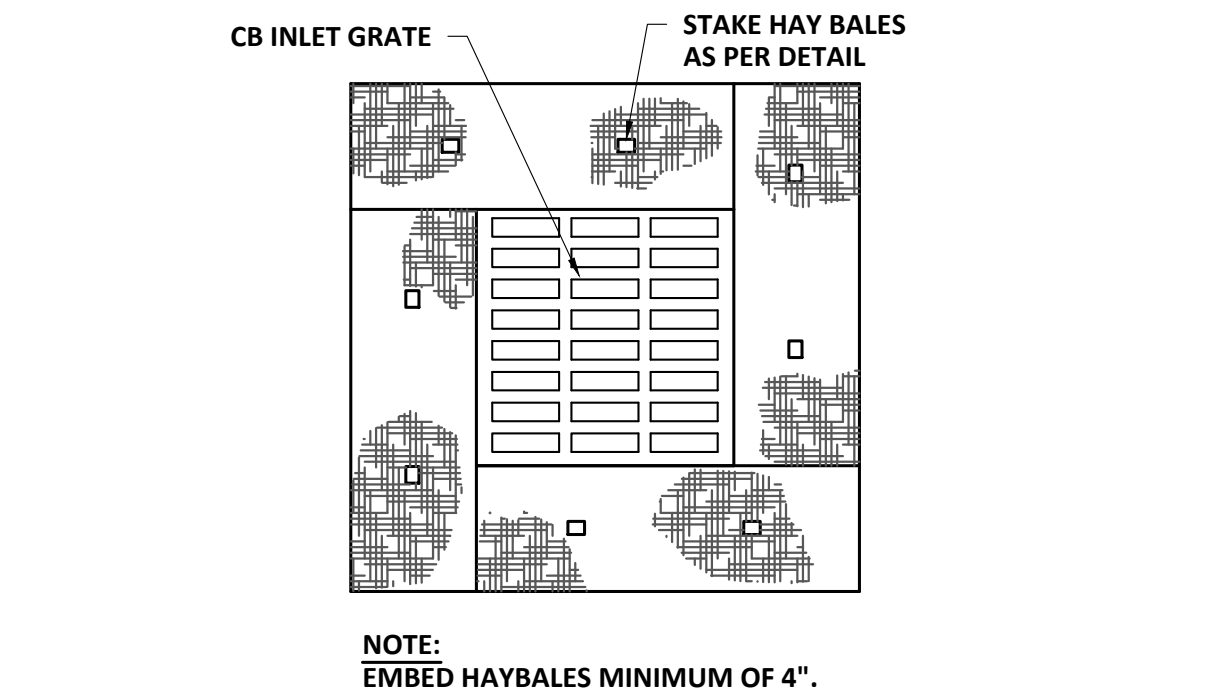 CB INLET GRATE
STAKE HAY BALES
AS PER DETAIL
NOTE:
EMBED HAYBALES MINIMUM OF 4".